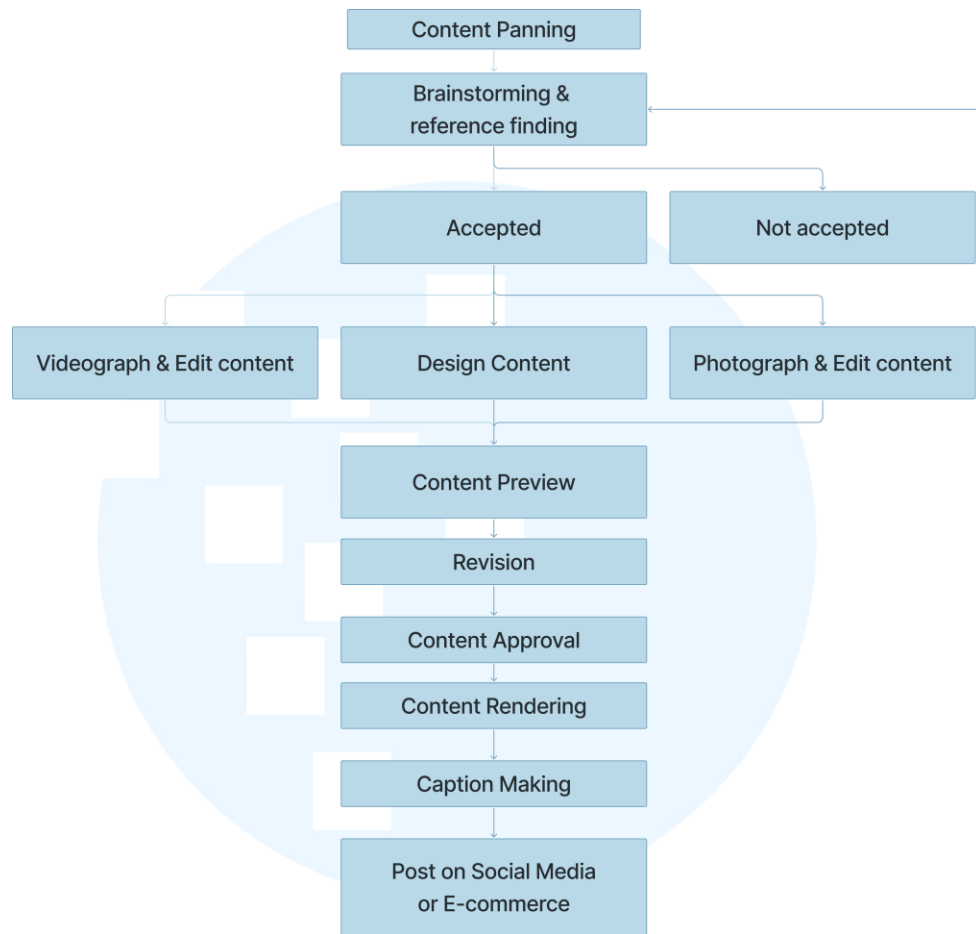 Content Panning
Brainstorming &
reference finding
Accepted
Not accepted
Videograph & Edit content
Design Content
Photograph & Edit content
Content Preview
Revision
Content Approval
Content Rendering
Caption Making
Post on Social Media
or E-commerce